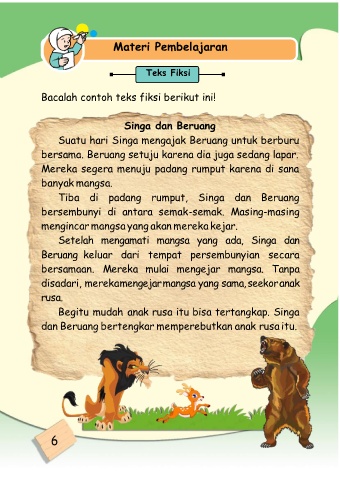 Materi Pembelajaran
Teks Fiksi
Bacalah contoh teks fiksi berikut ini!
Singa dan Beruang
Suatu hari Singa mengajak Beruang untuk berburu
bersama. Beruang setuju karena dia juga sedang lapar.
Mereka segera menuju padang rumput karena di sana
banyak mangsa.
Tiba di padang rumput, Singa dan Beruang
bersembunyi di antara semak-semak. Masing-masing
mengincar mangsa yang akan mereka kejar.
Setelah mengamati mangsa yang ada, Singa dan
Beruang keluar dari tempat persembunyian secara
bersamaan. Mereka mulai mengejar mangsa. Tanpa
disadari, mereka mengejar mangsa yang sama, seekor anak
rusa.
Begitu mudah anak rusa itu bisa tertangkap. Singa
dan Beruang bertengkar memperebutkan anak rusa itu.
6